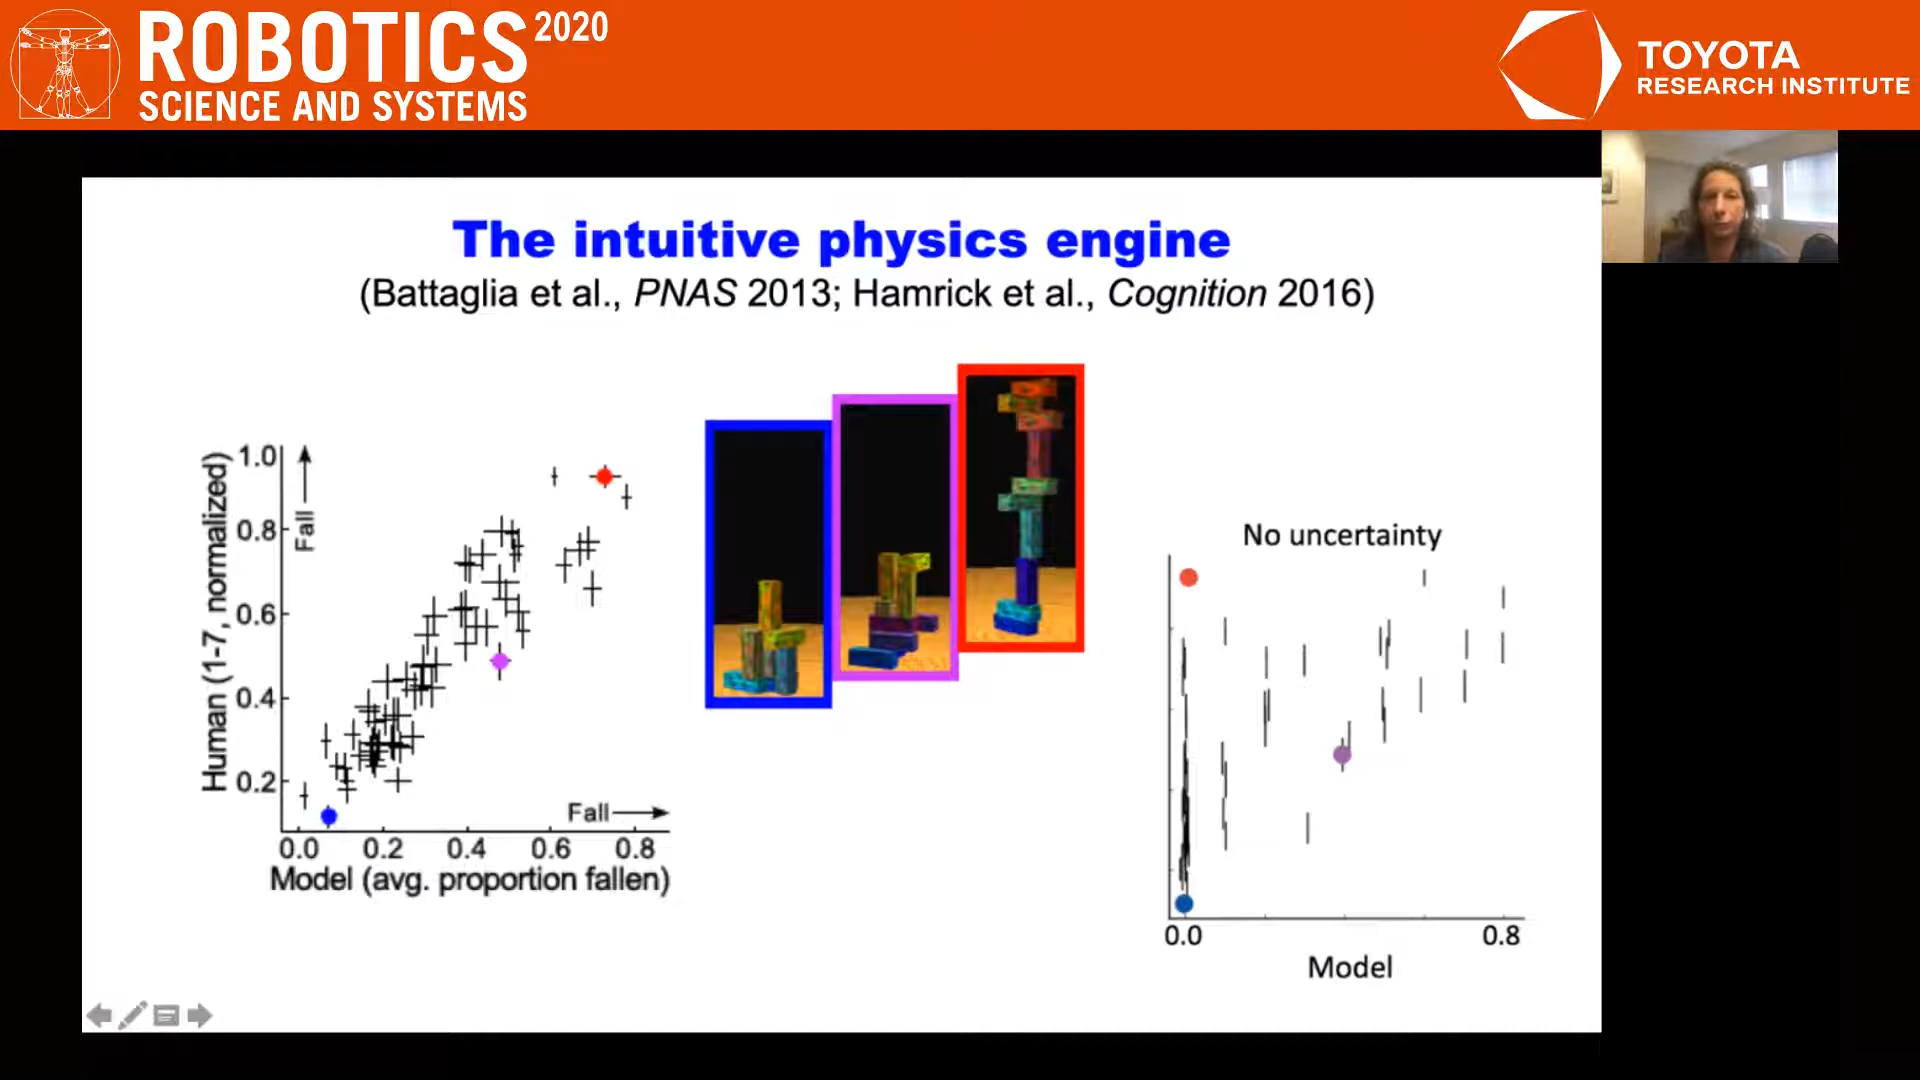 ROBOTICS 2020
SCIENCE AND SYSTEMS
TOYOTA
RESEARCH INSTITUTE
The intuitive physics engine
(Battaglia et al., PNAS 2013; Hamrick et al., Cognition 2016)
Human (1-7, normalized)
1.0
0.8
0.6
0.4
0.2
Fall
Fall
0.0 0.2 0.4 0.6 0.8
Model (avg. proportion fallen)
No uncertainty
0.0 0.8
Model